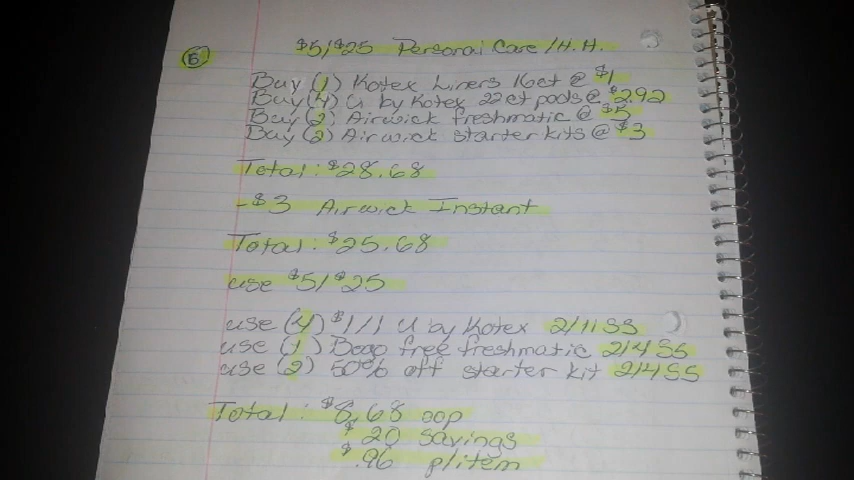 5 $5/$25 Personal Care/H.H.
Buy (1) Kotex Liners 16ct @ $1
Buy (4) U by Kotex 22ct pods @ $2.92
Buy (2) Airwick freshmatic @ $5
Buy (2) Airwick starter kits @ $3
Total: $28.68
-$3 Airwick Instant
Total: $25.68
use $5/$25
use (4) $1/1 U by Kotex 2/11 SS
use (1) Bogo free freshmatic 2/4 SS
use (2) 50% off starter kit 2/4 SS
Total: $8.68 oop
$20 savings
$.96 p/item